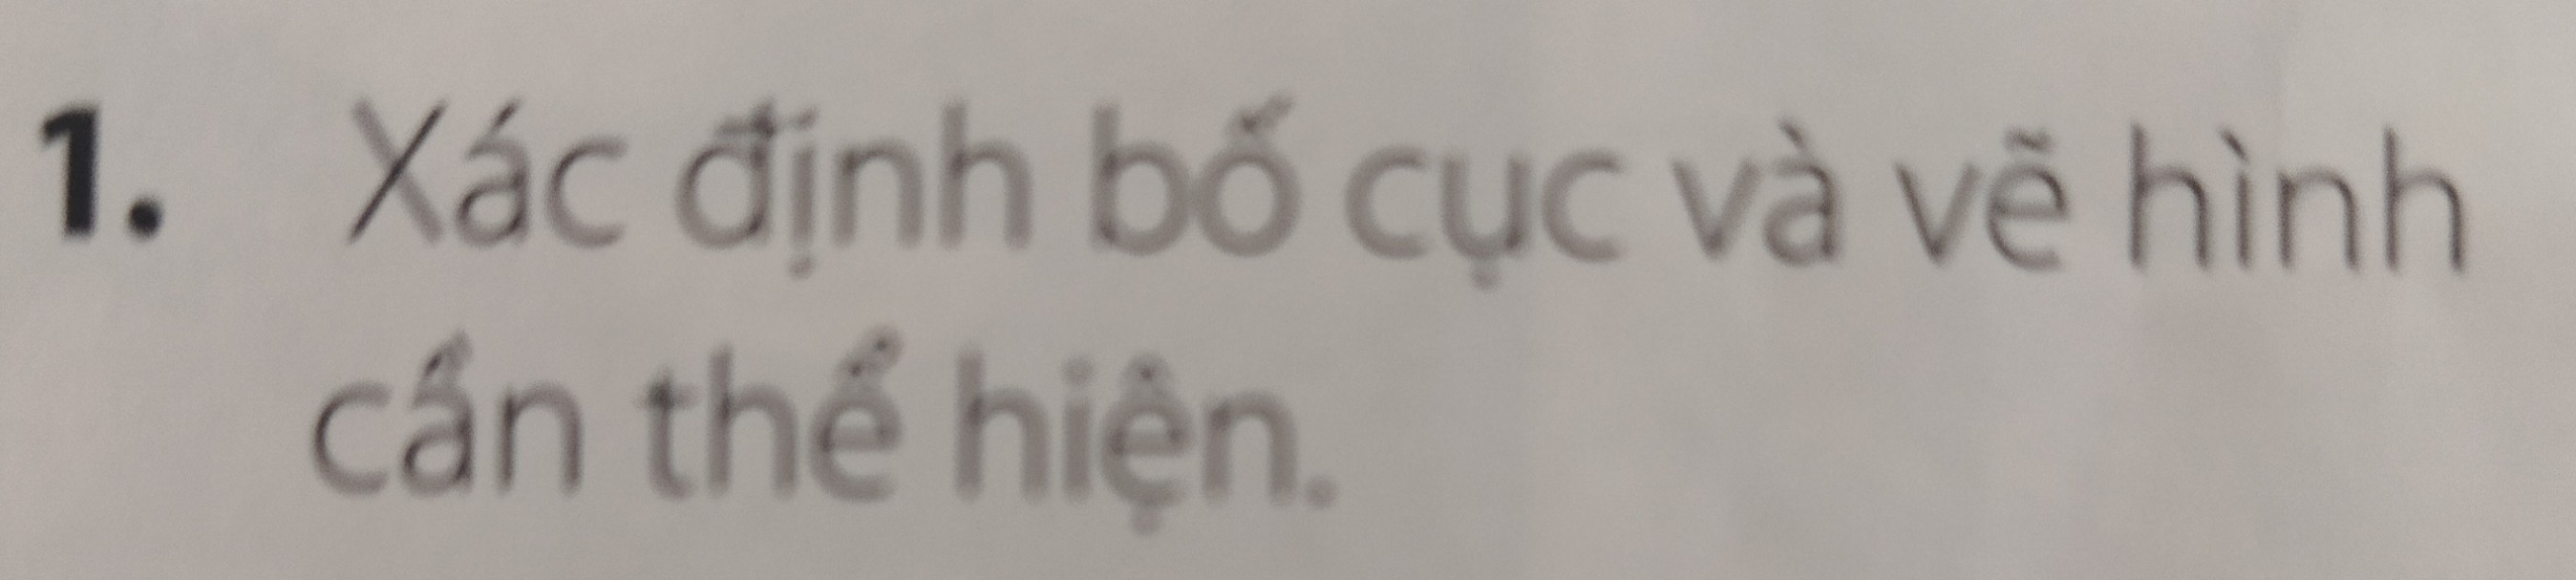 1. Xác định bố cục và vẽ hình
cần thể hiện.